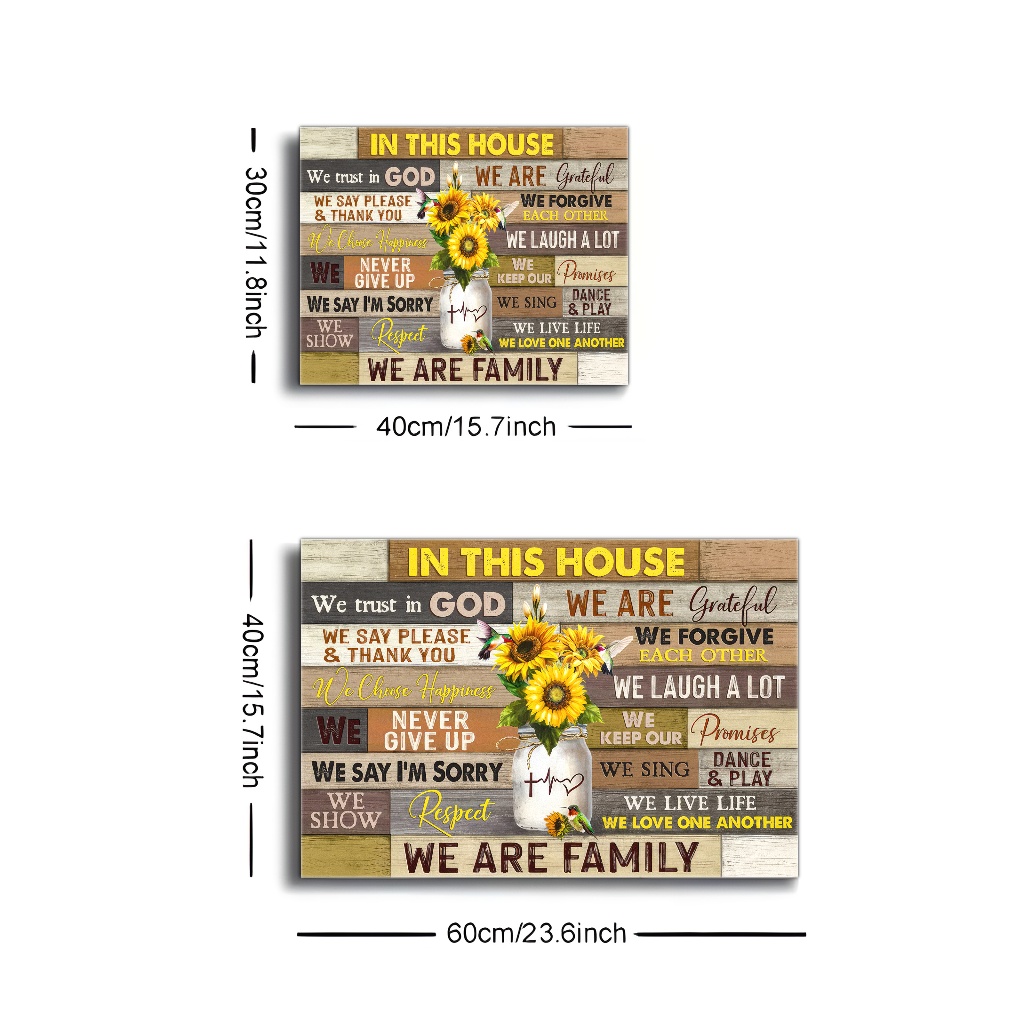 IN THIS HOUSE
We trust in GOD
WE ARE Grateful
WE SAY PLEASE
& THANK YOU
WE FORGIVE
EACH OTHER
We Choose Happiness
WE LAUGH A LOT
WE NEVER
GIVE UP
WE
KEEP OUR Promises
WE SAY I'M SORRY
WE SING
DANCE
& PLAY
WE
SHOW Respect
WE LIVE LIFE
WE LOVE ONE ANOTHER
WE ARE FAMILY
30cm/11.8inch
40cm/15.7inch
IN THIS HOUSE
We trust in GOD
WE ARE Grateful
WE SAY PLEASE
& THANK YOU
WE FORGIVE
EACH OTHER
We Choose Happiness
WE LAUGH A LOT
WE NEVER
GIVE UP
WE
KEEP OUR Promises
WE SAY I'M SORRY
WE SING
DANCE
& PLAY
WE
SHOW Respect
WE LIVE LIFE
WE LOVE ONE ANOTHER
WE ARE FAMILY
40cm/15.7inch
60cm/23.6inch